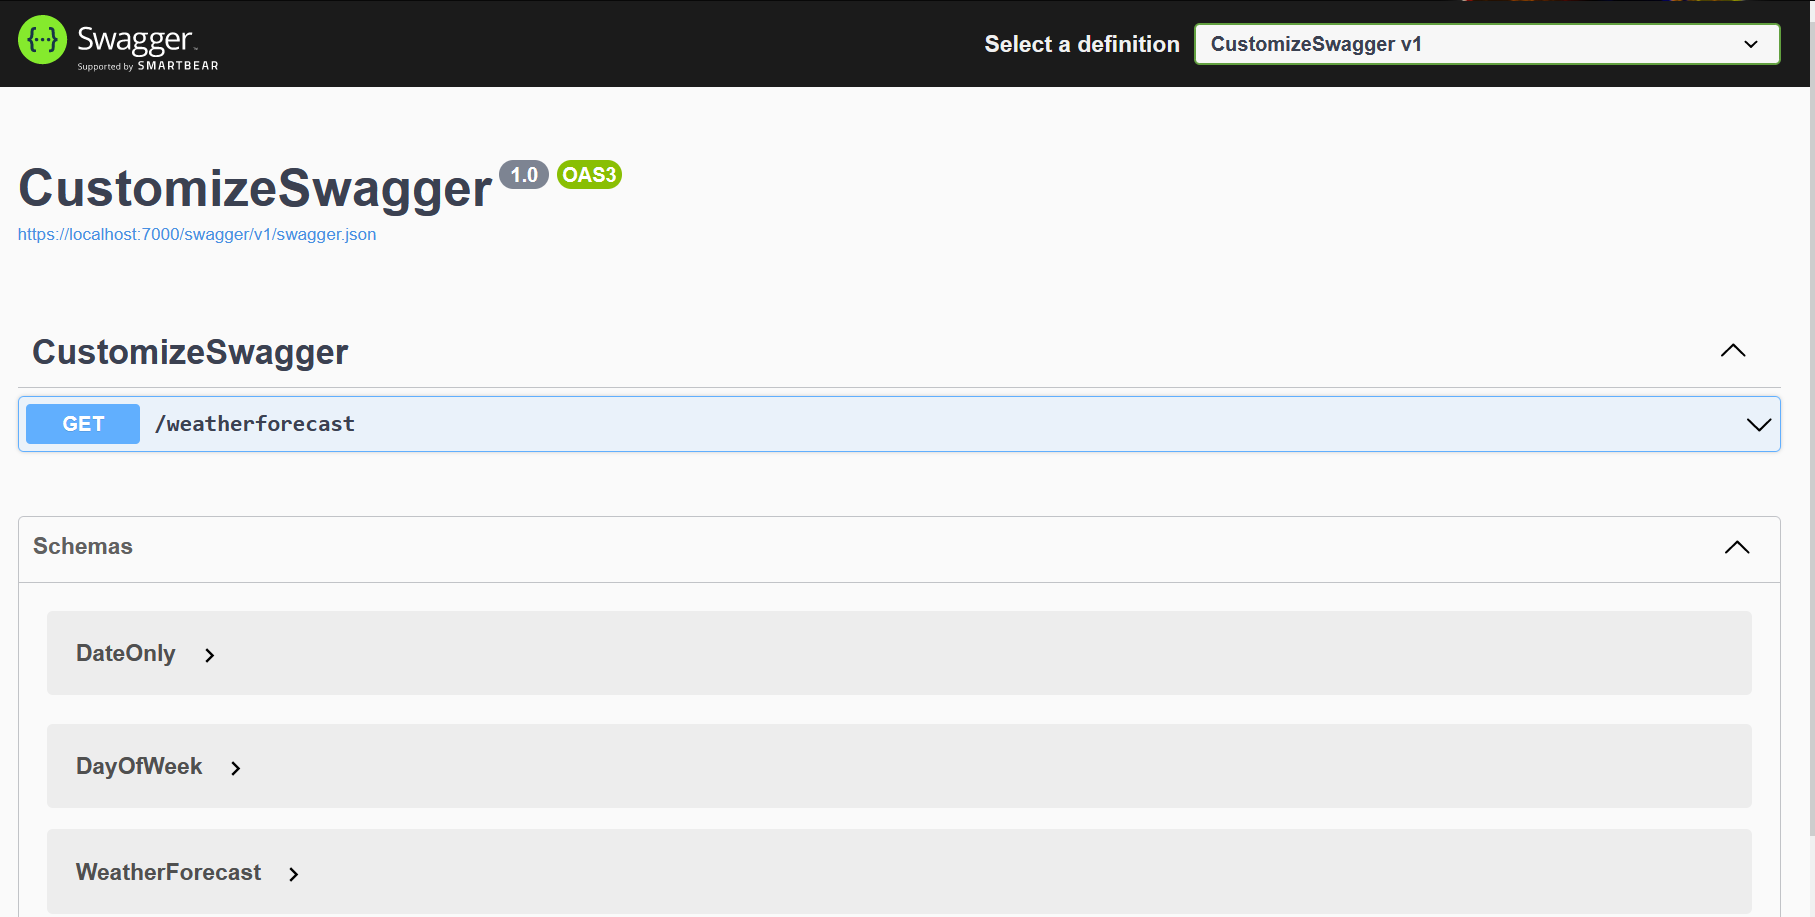 Swagger™
Supported by SMARTBEAR
Select a definition
CustomizeSwagger v1
CustomizeSwagger 1.0 OAS3
https://localhost:7000/swagger/v1/swagger.json
CustomizeSwagger
GET /weatherforecast
Schemas
DateOnly
DayOfWeek
WeatherForecast